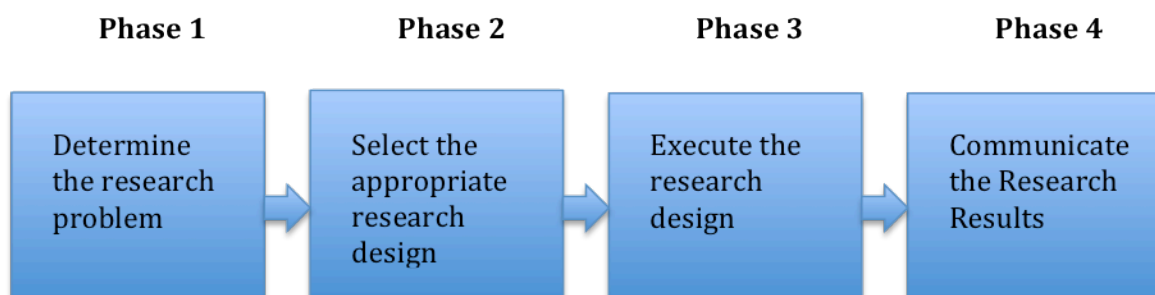 Phase 1 Phase 2 Phase 3 Phase 4
Determine
the research
problem
Select the
appropriate
research
design
Execute the
research
design
Communicate
the Research
Results